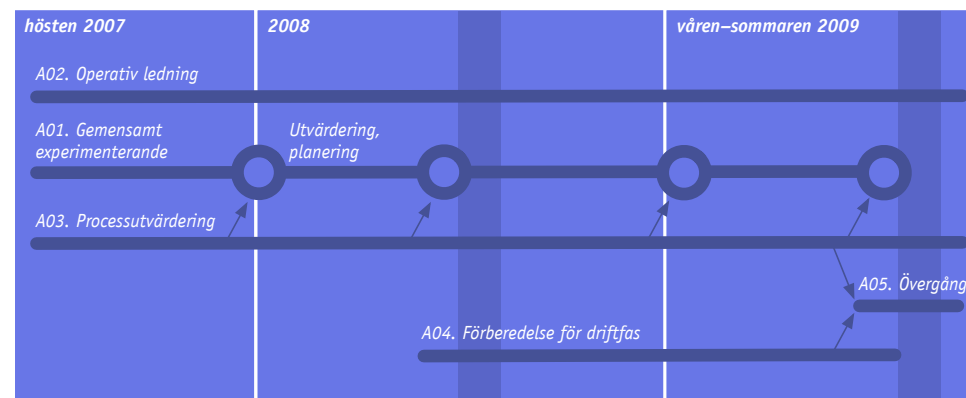 hösten 2007
2008
våren–sommaren 2009
A02. Operativ ledning
A01. Gemensamt
experimenterande
Utvärdering,
planering
A03. Processutvärdering
A05. Övergång
A04. Förberedelse för driftfas